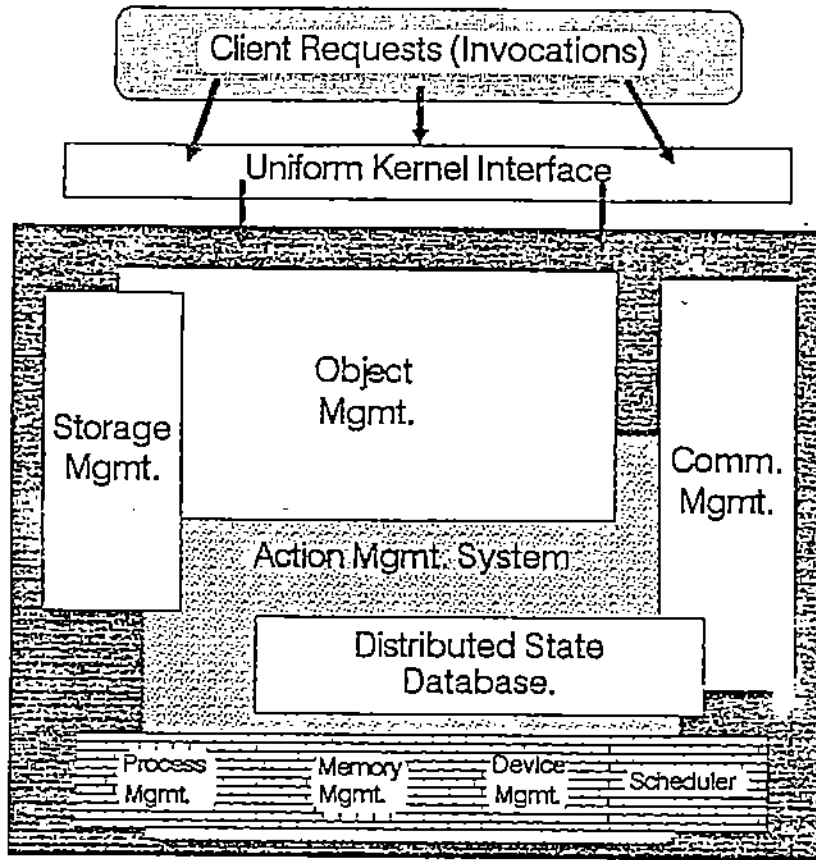 Client Requests (Invocations)
Uniform Kernel Interface
Object
Mgmt.
Storage
Mgmt.
Comm.
Mgmt.
Action Mgmt. System
Distributed State
Database.
Process
Mgmt.
Memory
Mgmt.
Device
Mgmt.
Scheduler